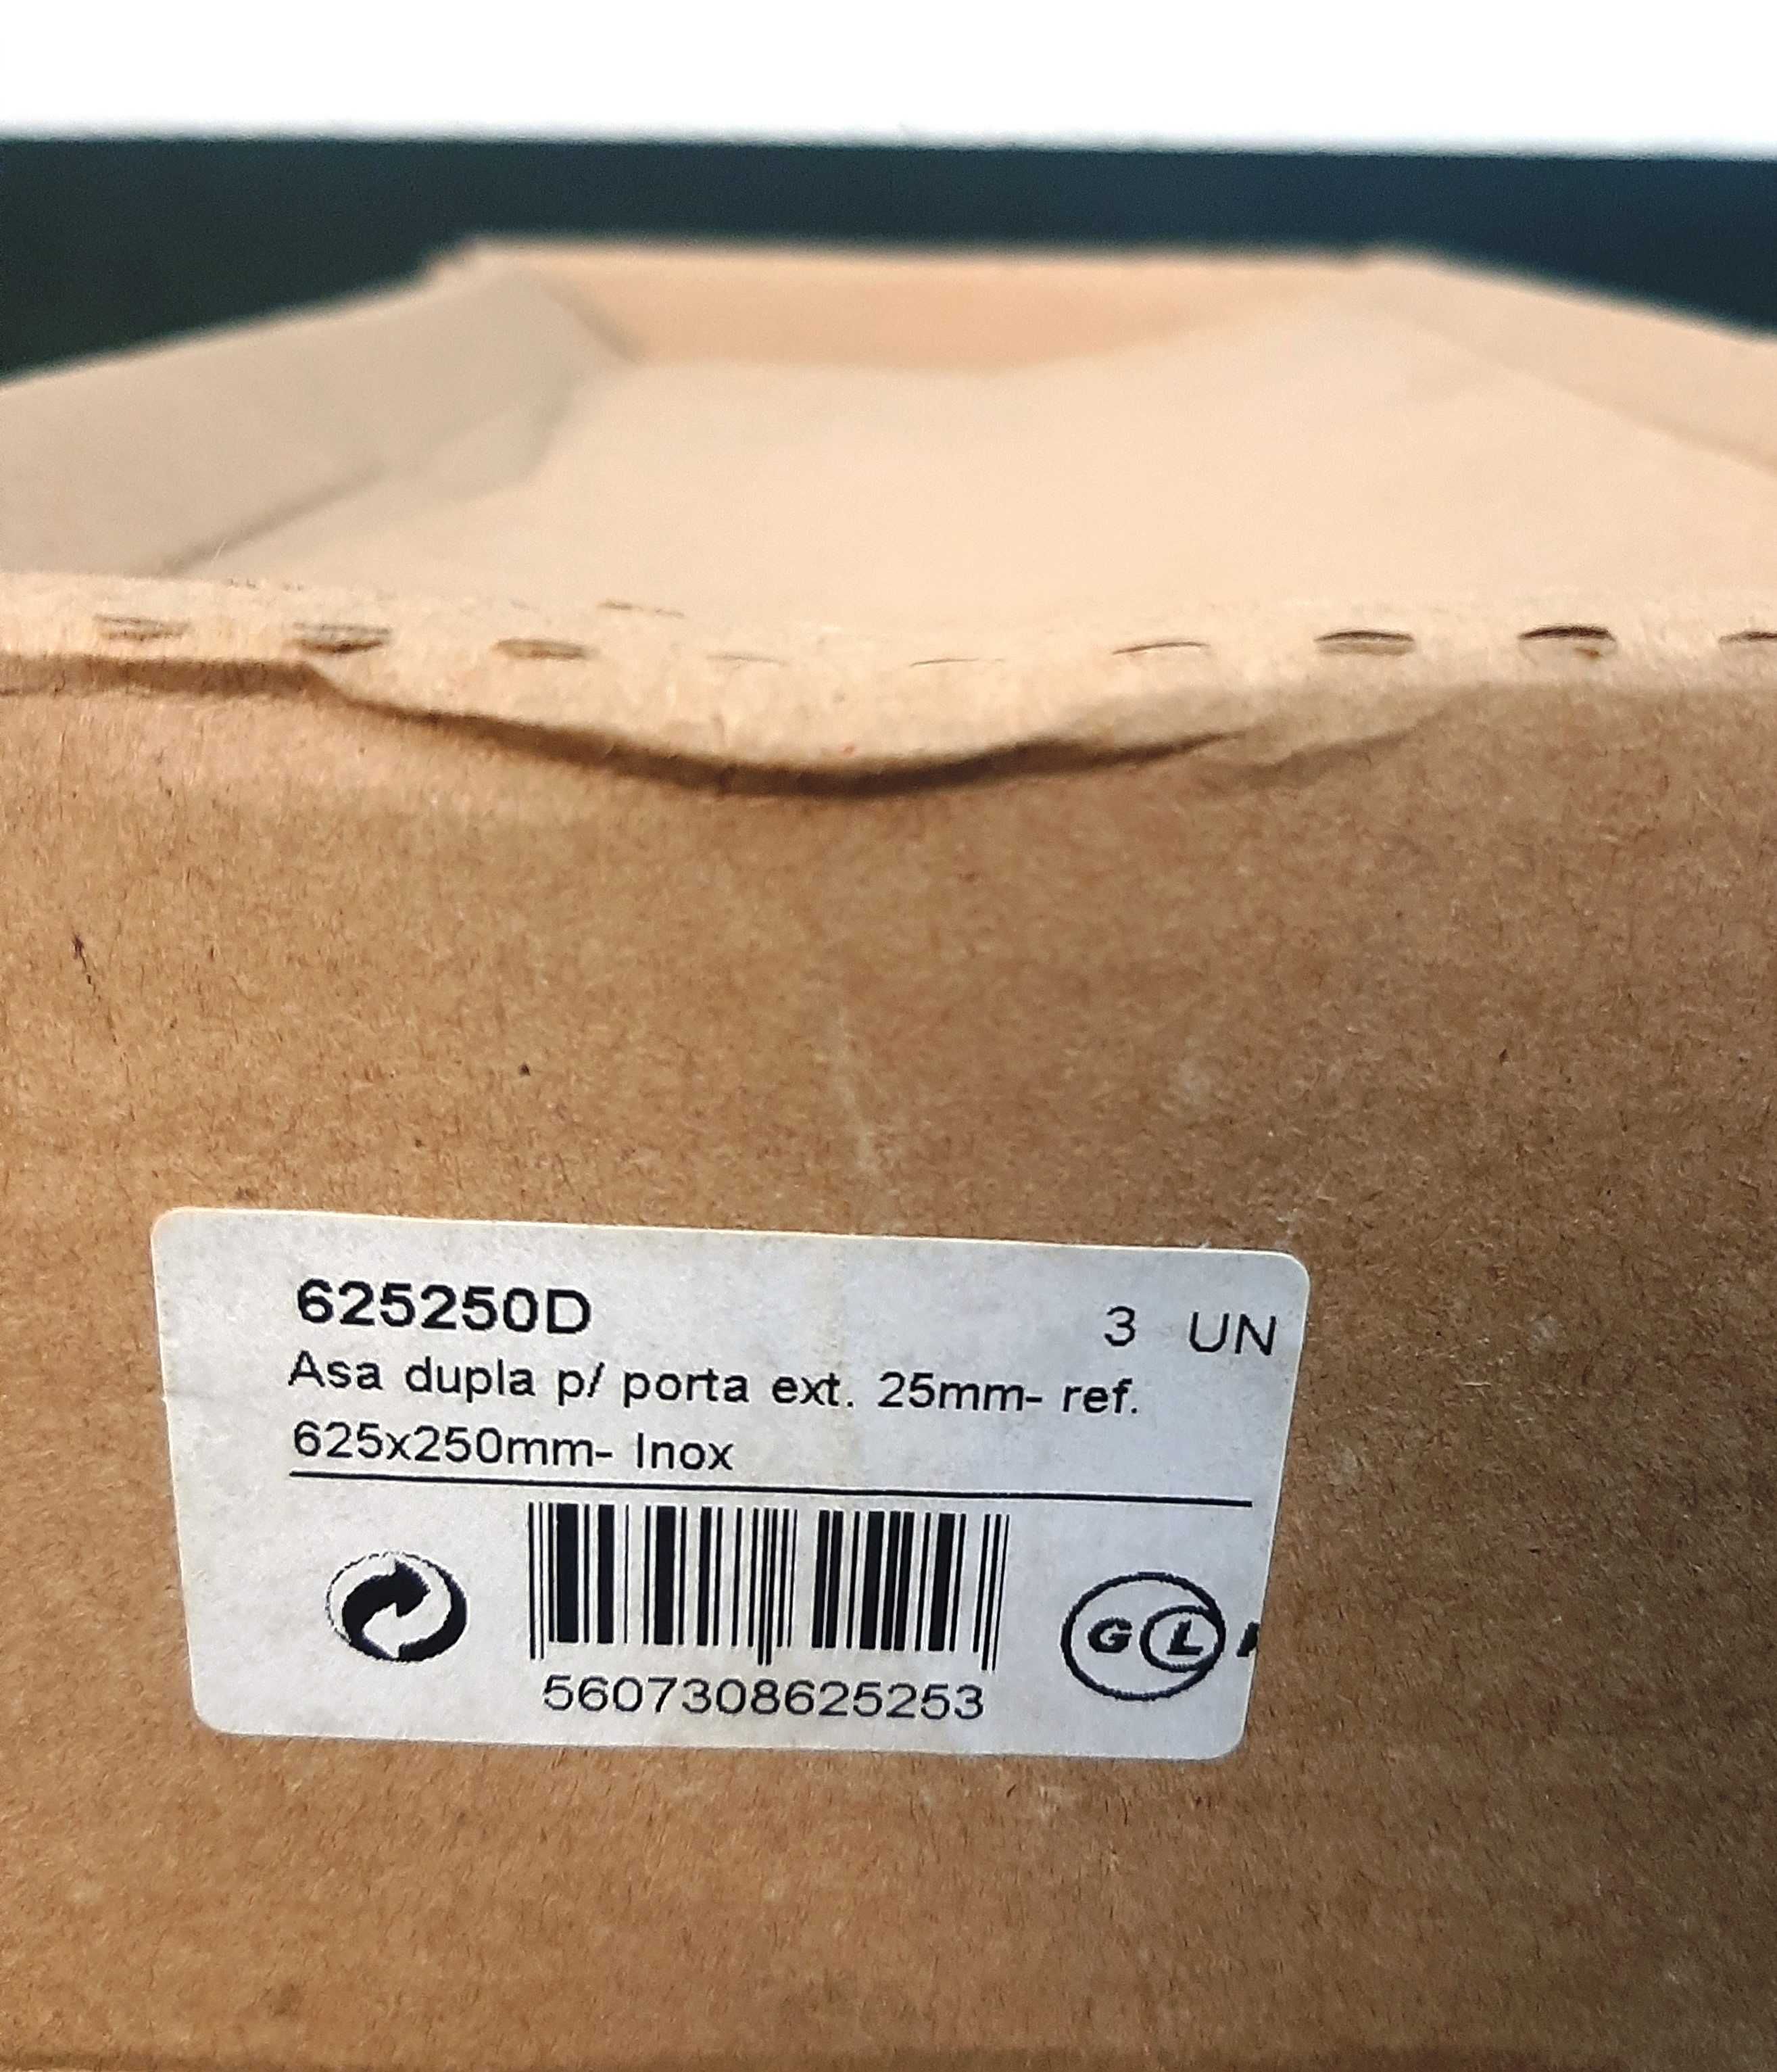 625250D 3 UN
Asa dupla p/ porta ext. 25mm- ref.
625x250mm- Inox
5607308625253
GL